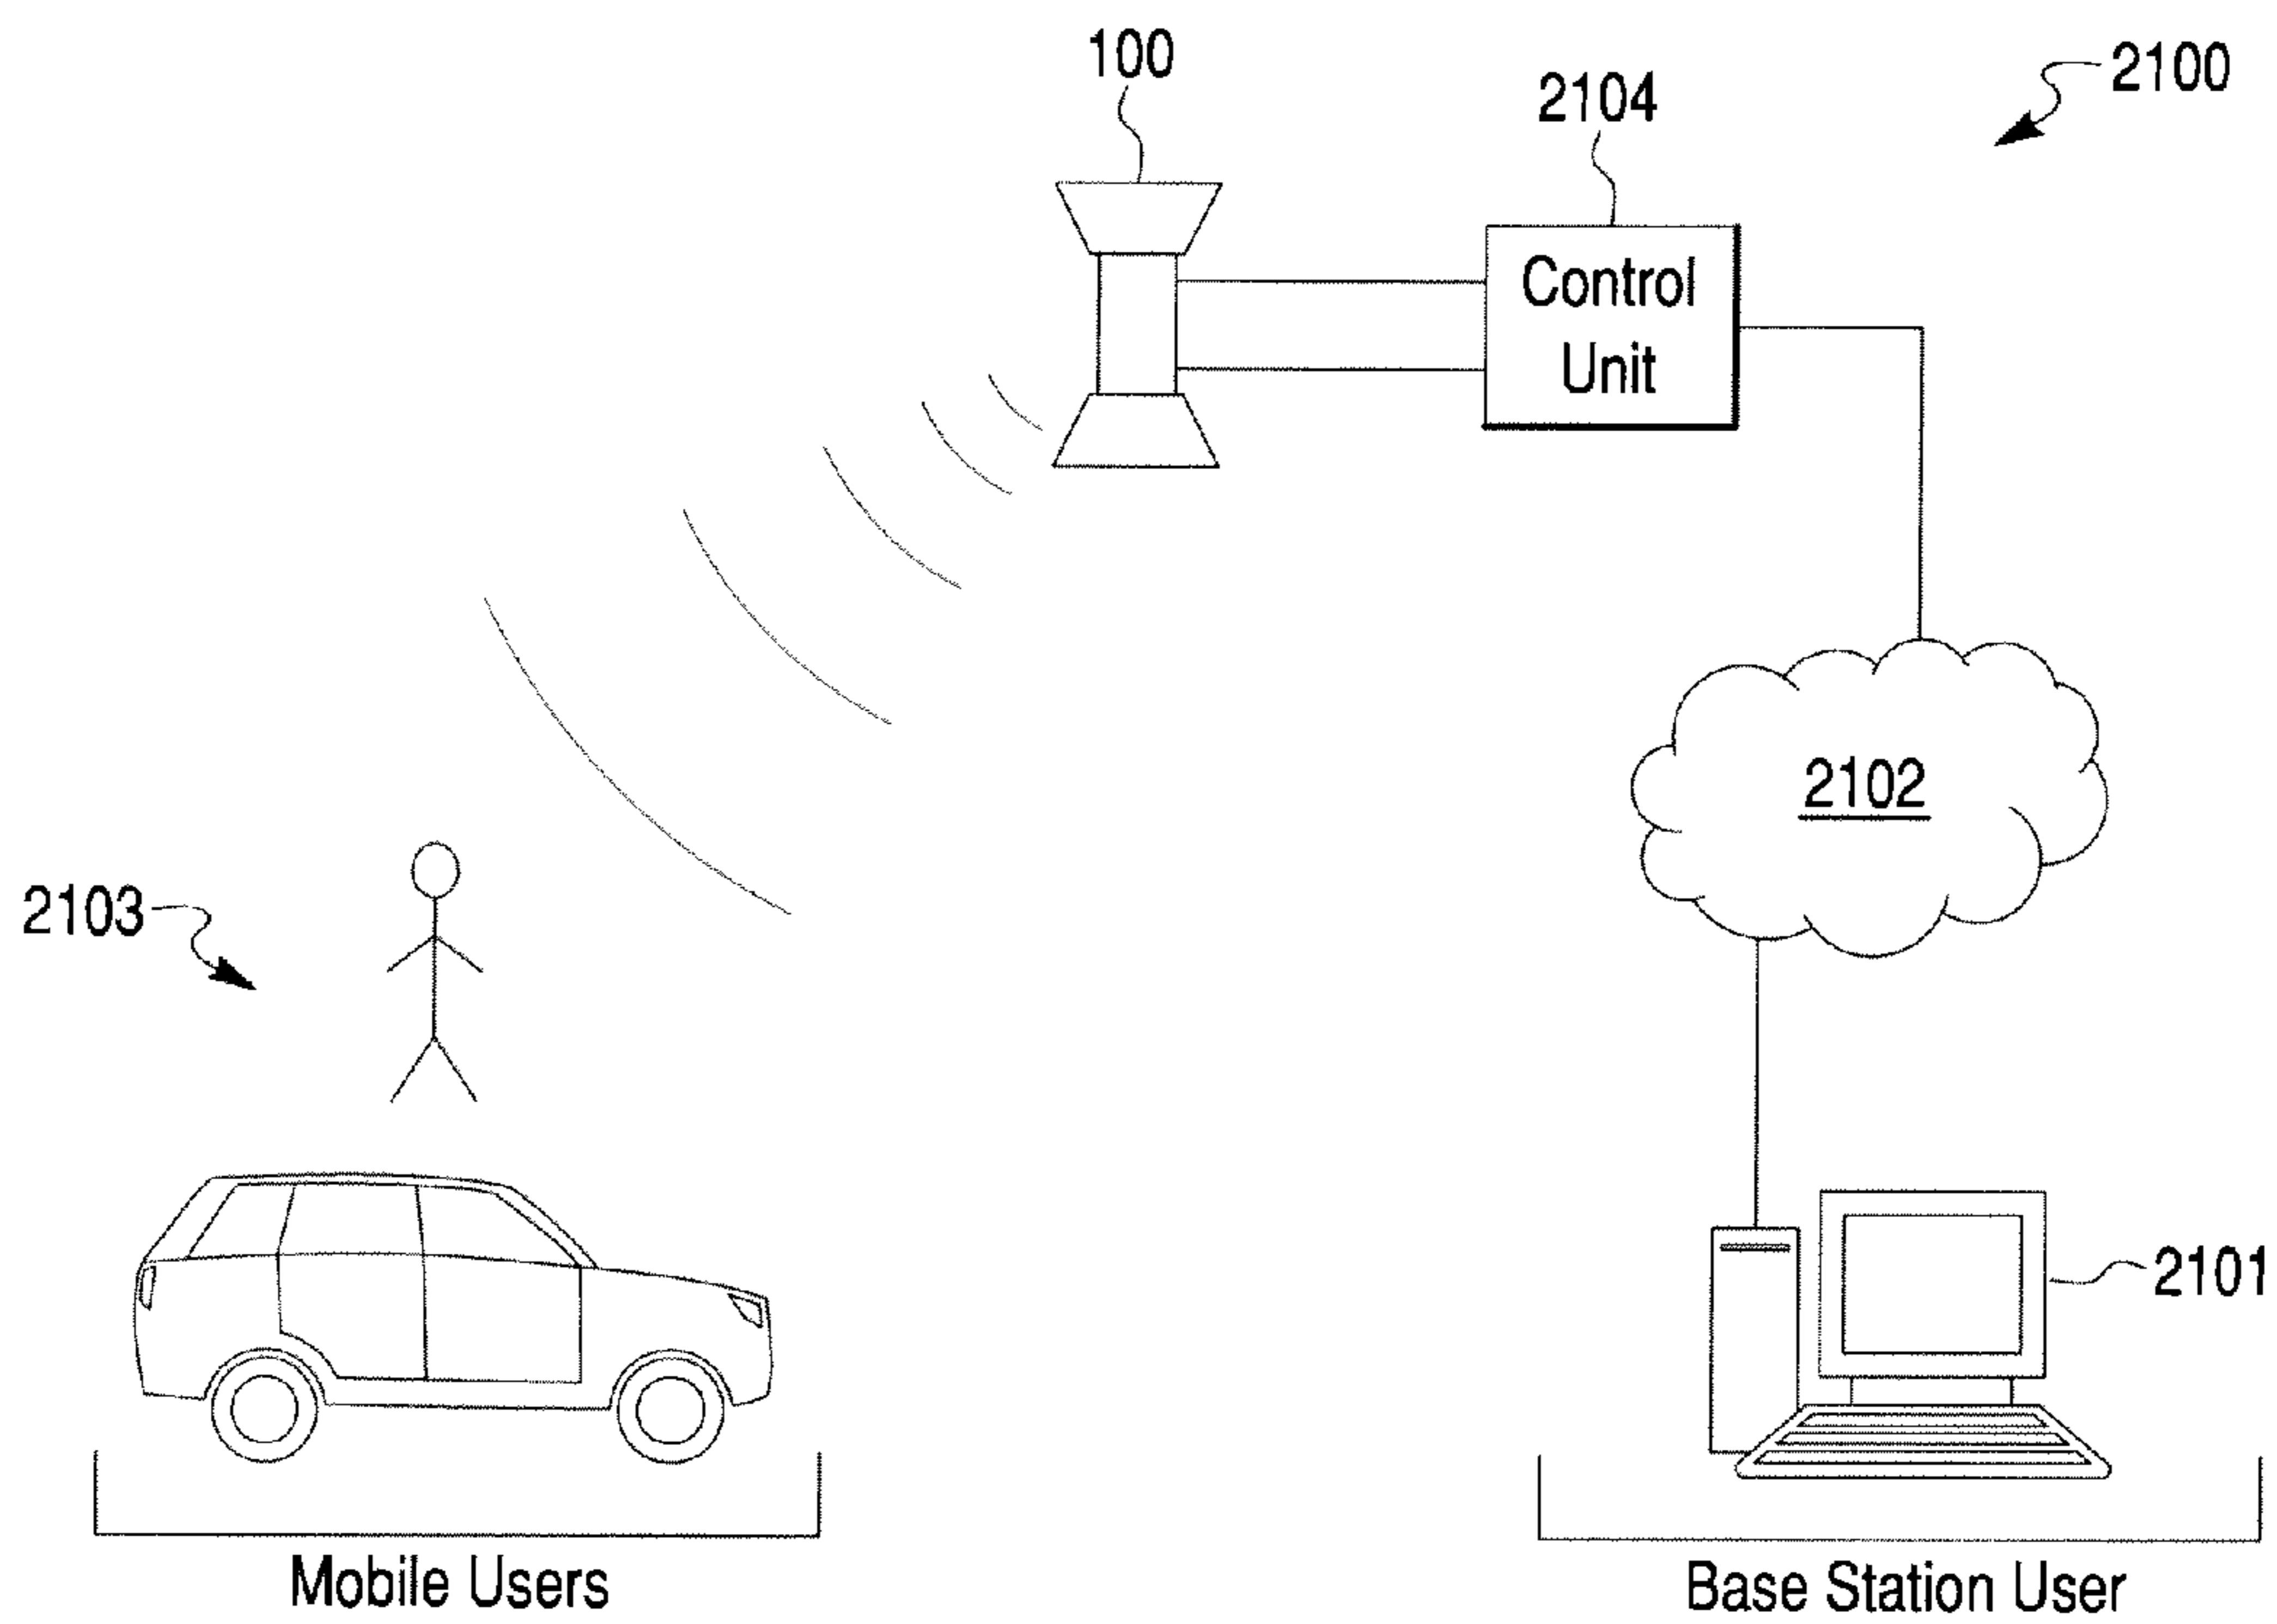 100
2104
2100
Control
Unit
2102
2103
2101
Mobile Users
Base Station User